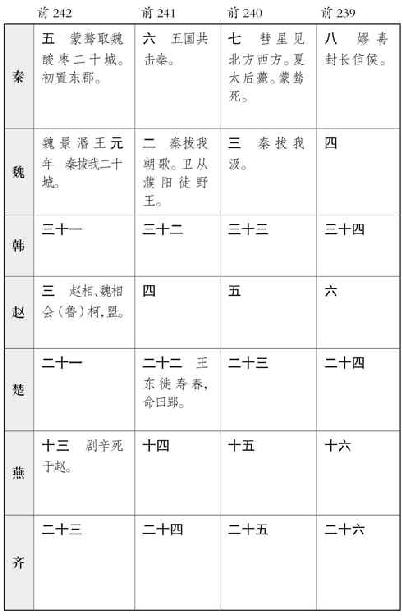 前242 前241 前240 前239
秦
五 蒙骜取魏
酸枣二十城。
初置东郡。
六 五国共
击秦。
七 彗星见
北方西方。夏
太后薨。蒙骜
死。
八 嫪毐
封长信侯。
魏
魏景湣王元
年 秦拔我二十
城。
二 秦拔我
朝歌。卫从
濮阳徙野
王。
三 秦拔我
汲。
四
韩
三十一
三十二
三十三
三十四
赵
三 赵相、魏相
会(鲁)柯,盟。
四
五
六
楚
二十一
二十二 王
东徙寿春,
命曰郢。
二十三
二十四
燕
十三 剧辛死
于赵。
十四
十五
十六
齐
二十三
二十四
二十五
二十六